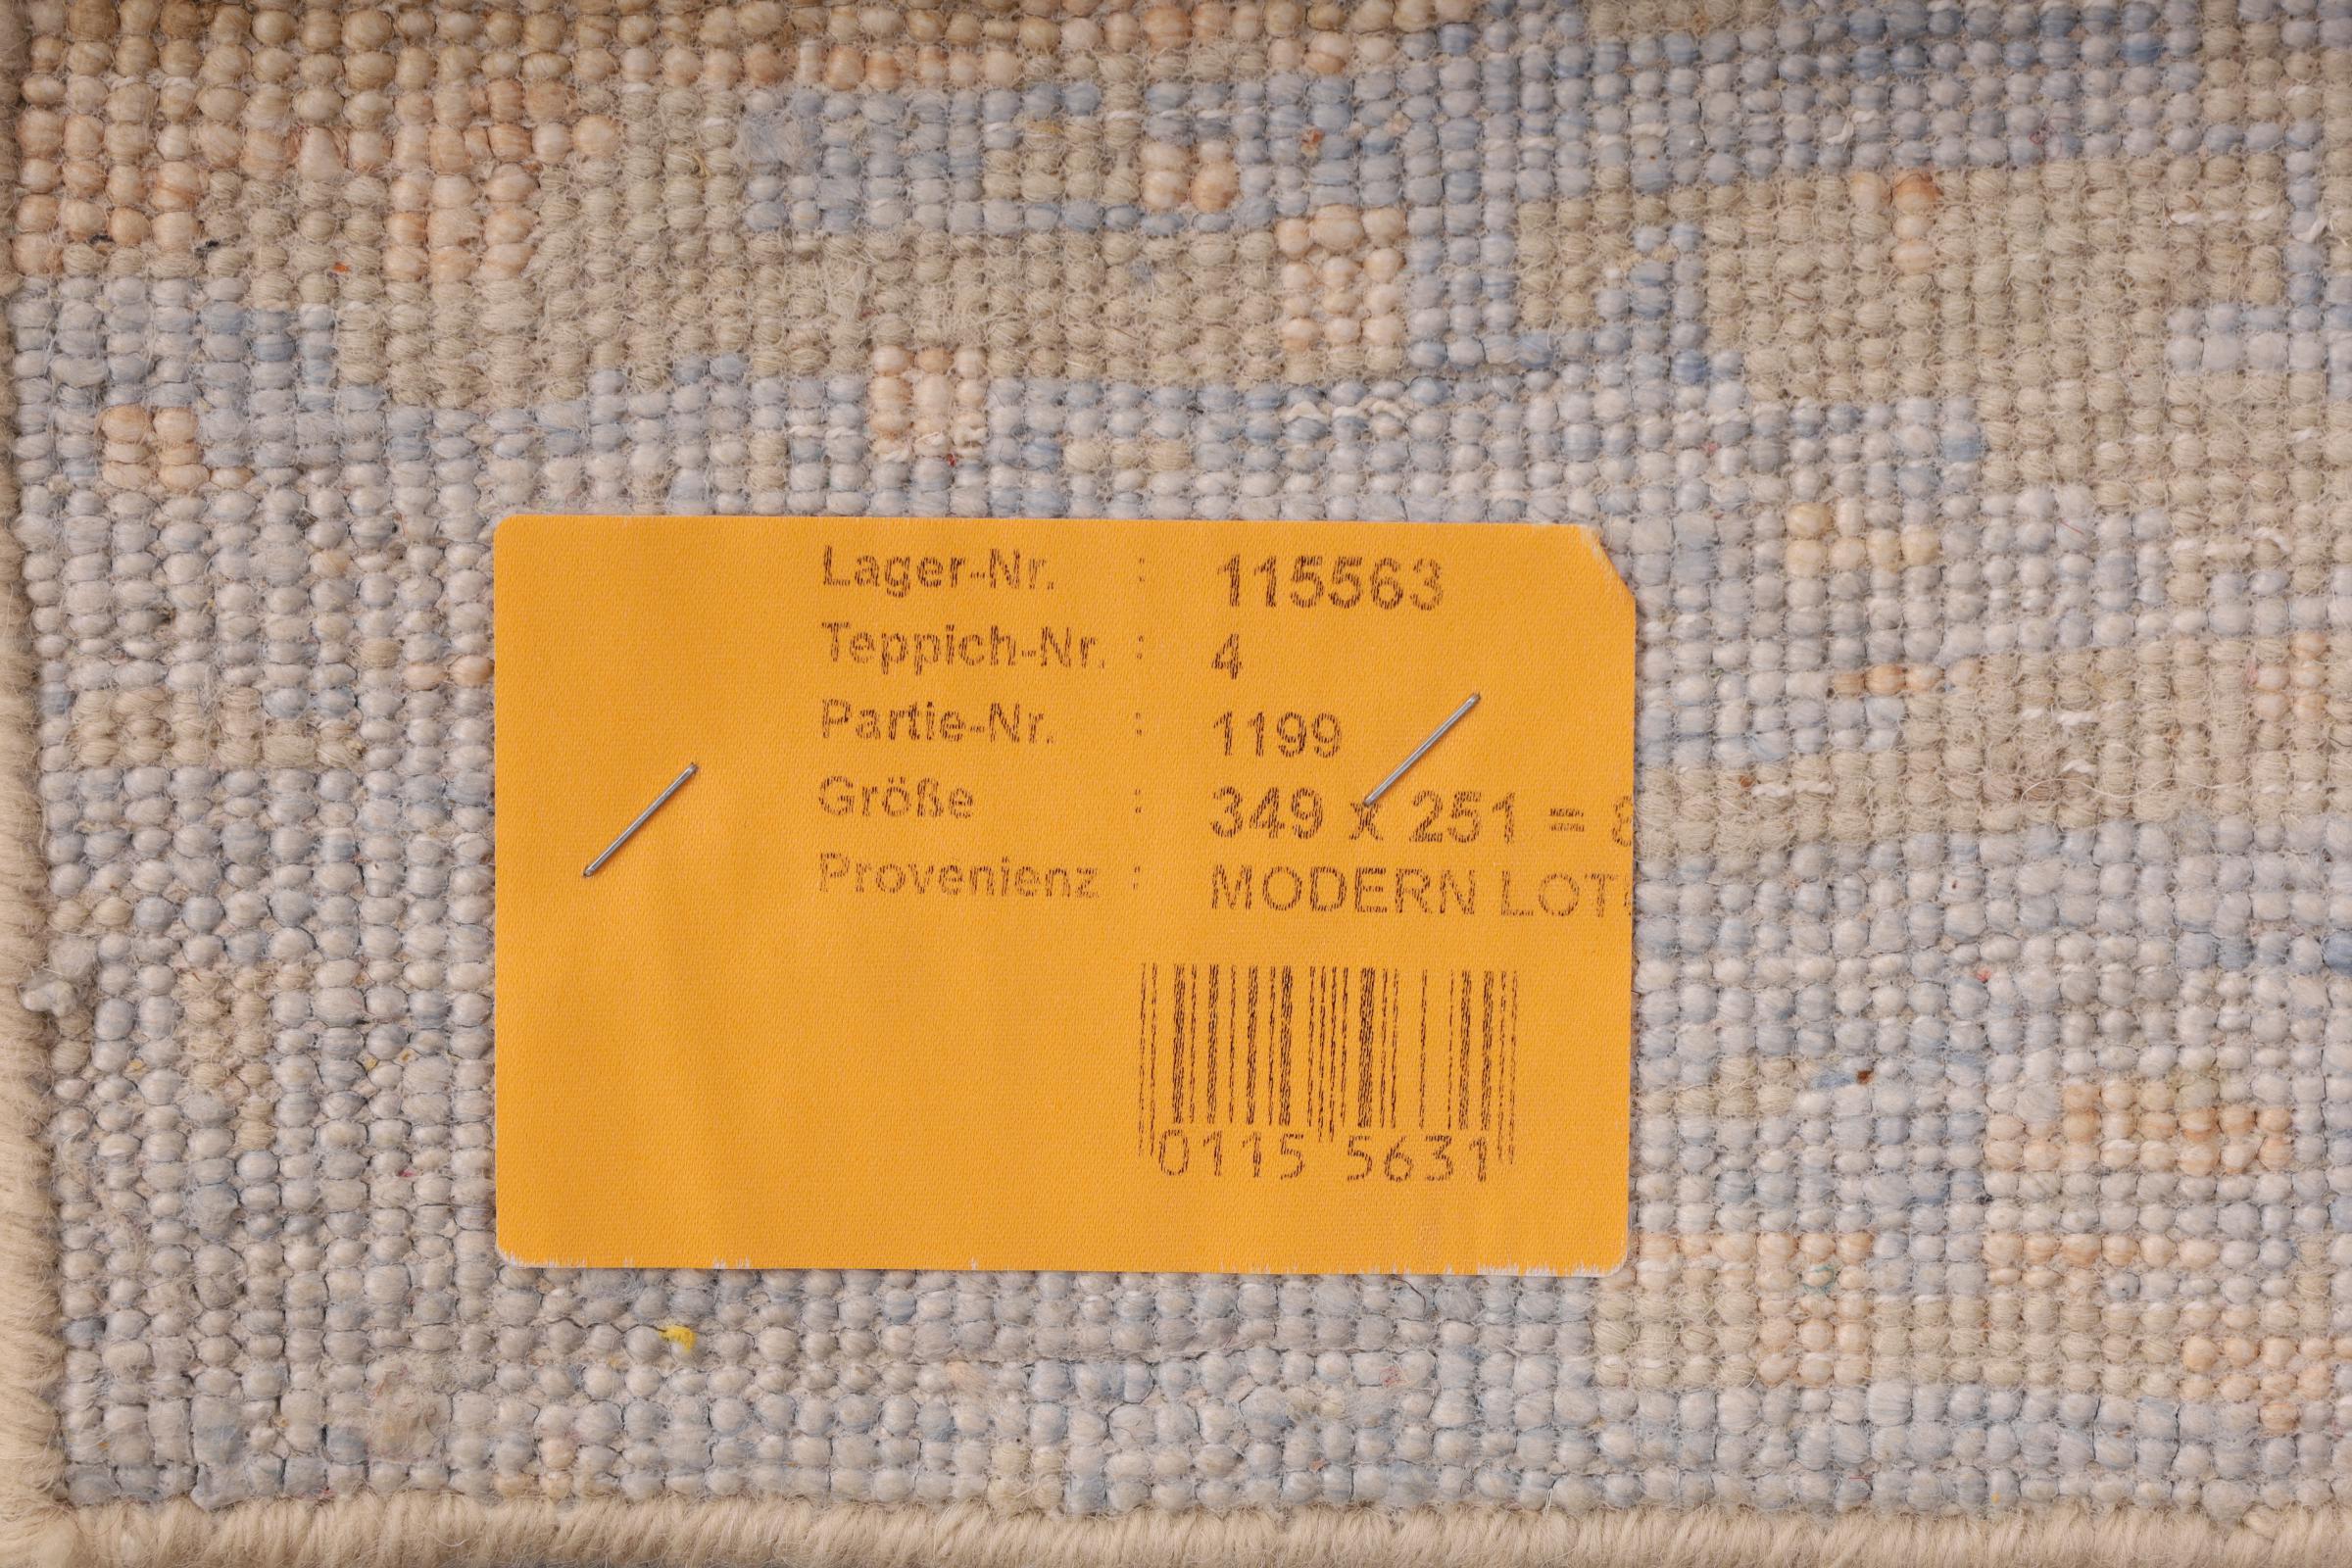 Lager-Nr. : 115563
Teppich-Nr. : 4
Partie-Nr. : 1199
Größe : 349 x 251 =
Provenienz : MODERN
0115 5631